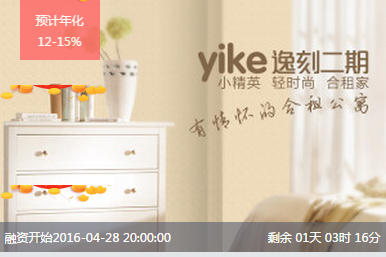 预计年化
12-15%
yike 逸刻二期
小精英 轻时尚 合租家
有情怀的合租公寓
融资开始2016-04-28 20:00:00 剩余 01天 03时 16分